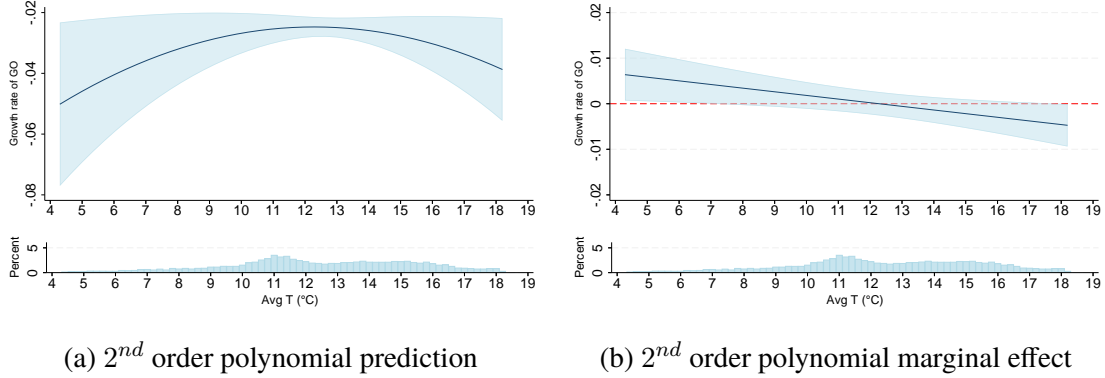 -.02
-.04
-.06
-.08
Growth rate of GO
4 5 6 7 8 9 10 11 12 13 14 15 16 17 18 19
5
0
Percent
4 5 6 7 8 9 10 11 12 13 14 15 16 17 18 19
Avg T (°C)
(a) 2nd order polynomial prediction
.02
.01
0
-.01
-.02
Growth rate of GO
4 5 6 7 8 9 10 11 12 13 14 15 16 17 18 19
5
0
Percent
4 5 6 7 8 9 10 11 12 13 14 15 16 17 18 19
Avg T (°C)
(b) 2nd order polynomial marginal effect